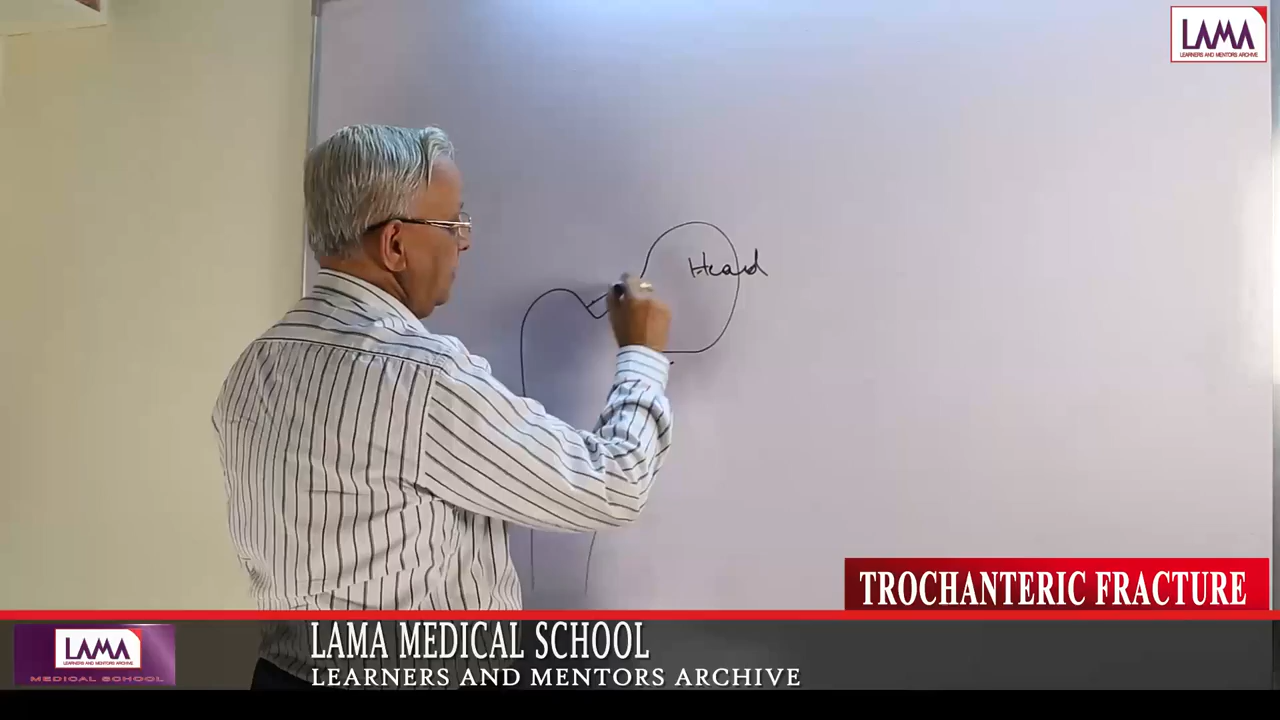 LAMA
LEARNERS AND MENTORS ARCHIVE
Head
TROCHANTERIC FRACTURE
LAMA
LEARNERS AND MENTORS ARCHIVE
MEDICAL SCHOOL
LAMA MEDICAL SCHOOL
LEARNERS AND MENTORS ARCHIVE